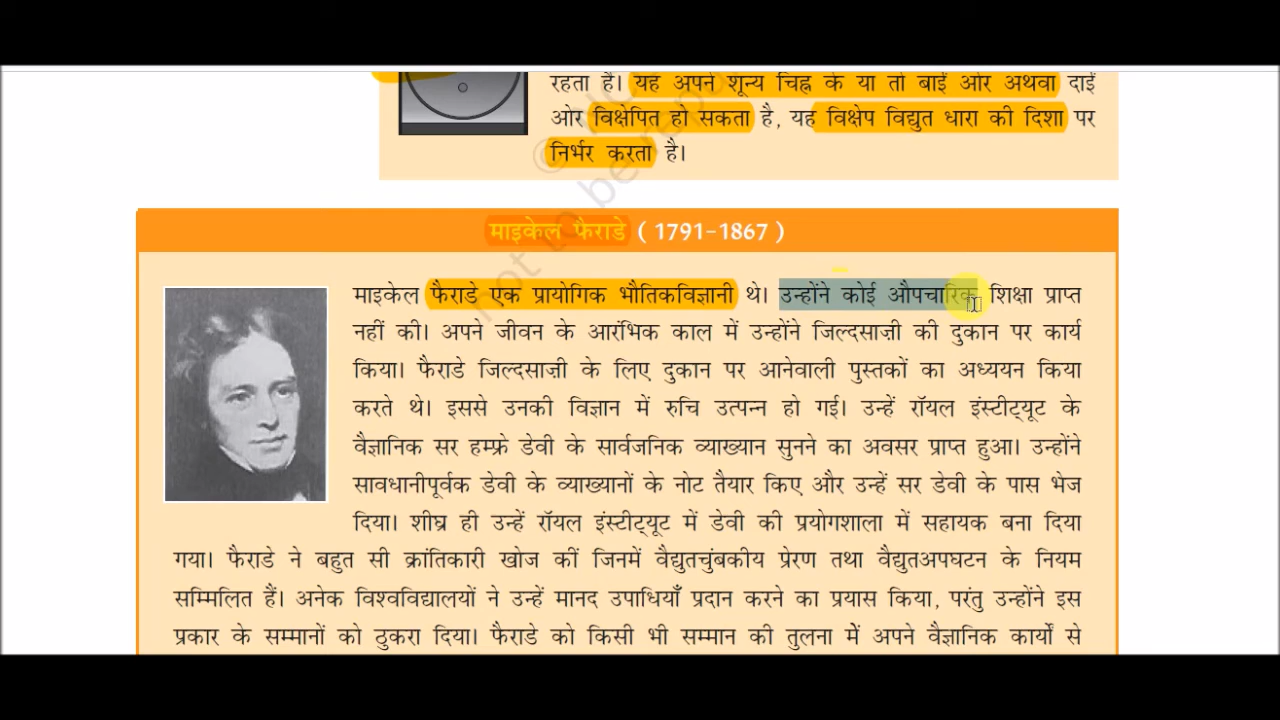 रहता है। यह अपने शून्य चिह्न के या तो बाईं ओर अथवा दाईं
ओर विक्षेपित हो सकता है, यह विक्षेप विद्युत धारा की दिशा पर
निर्भर करता है।
माइकेल फैराडे ( 1791-1867 )
माइकेल फैराडे एक प्रायोगिक भौतिकविज्ञानी थे। उन्होंने कोई औपचारिक शिक्षा प्राप्त
नहीं की। अपने जीवन के आरंभिक काल में उन्होंने जिल्दसाज़ी की दुकान पर कार्य
किया। फैराडे जिल्दसाज़ी के लिए दुकान पर आनेवाली पुस्तकों का अध्ययन किया
करते थे। इससे उनकी विज्ञान में रुचि उत्पन्न हो गई। उन्हें रॉयल इंस्टीट्यूट के
वैज्ञानिक सर हम्फ्रे डेवी के सार्वजनिक व्याख्यान सुनने का अवसर प्राप्त हुआ। उन्होंने
सावधानीपूर्वक डेवी के व्याख्यानों के नोट तैयार किए और उन्हें सर डेवी के पास भेज
दिया। शीघ्र ही उन्हें रॉयल इंस्टीट्यूट में डेवी की प्रयोगशाला में सहायक बना दिया
गया। फैराडे ने बहुत सी क्रांतिकारी खोज कीं जिनमें वैद्युतचुंबकीय प्रेरण तथा वैद्युतअपघटन के नियम
सम्मिलित हैं। अनेक विश्वविद्यालयों ने उन्हें मानद उपाधियाँ प्रदान करने का प्रयास किया, परंतु उन्होंने इस
प्रकार के सम्मानों को ठुकरा दिया। फैराडे को किसी भी सम्मान की तुलना में अपने वैज्ञानिक कार्यों से
not to be